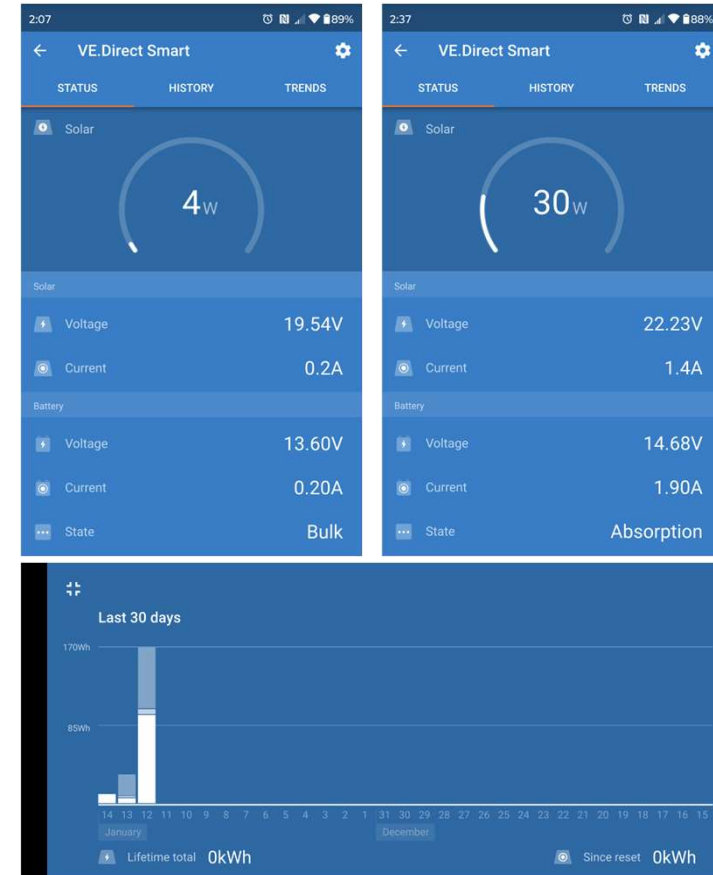 2:07 89%
VE.Direct Smart
STATUS HISTORY TRENDS
Solar
4W
Solar
Voltage 19.54V
Current 0.2A
Battery
Voltage 13.60V
Current 0.20A
State Bulk
2:37 88%
VE.Direct Smart
STATUS HISTORY TRENDS
Solar
30W
Solar
Voltage 22.23V
Current 1.4A
Battery
Voltage 14.68V
Current 1.90A
State Absorption
Last 30 days
170Wh
85Wh
14 13 12 11 10 9 8 7 6 5 4 3 2 1 31 30 29 28 27 26 25 24 23 22 21 20 19 18 17 16 15
January December
Lifetime total 0kWh Since reset 0kWh